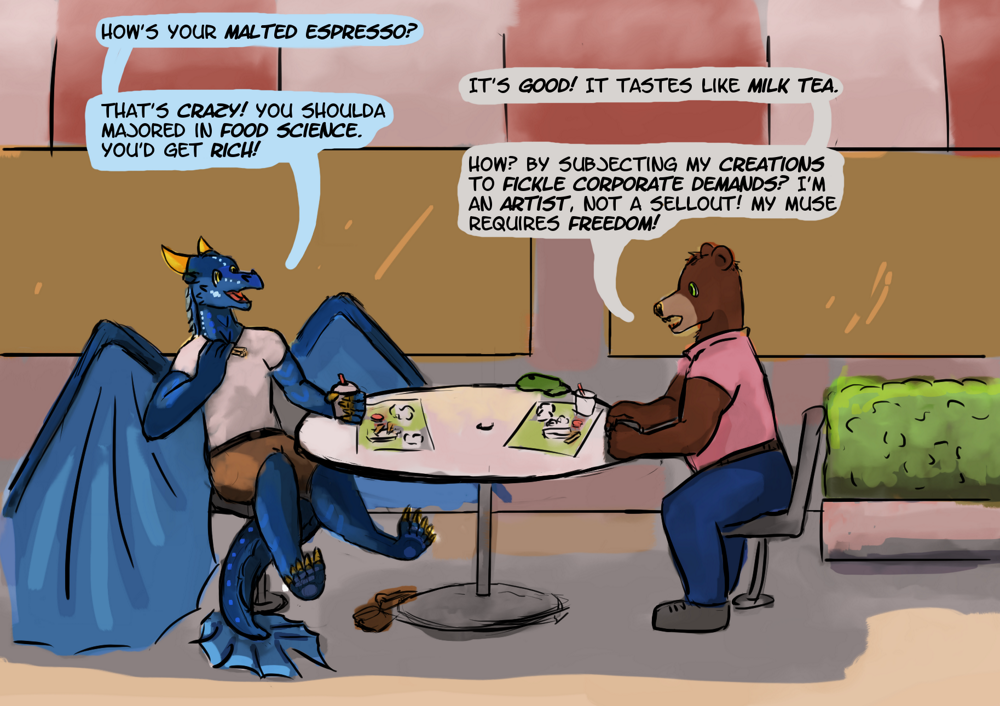 HOW'S YOUR MALTED ESPRESSO?
IT'S GOOD! IT TASTES LIKE MILK TEA.
THAT'S CRAZY! YOU SHOULDA
MAJORED IN FOOD SCIENCE.
YOU'D GET RICH!
HOW? BY SUBJECTING MY CREATIONS
TO FICKLE CORPORATE DEMANDS? I'M
AN ARTIST, NOT A SELLOUT! MY MUSE
REQUIRES FREEDOM!